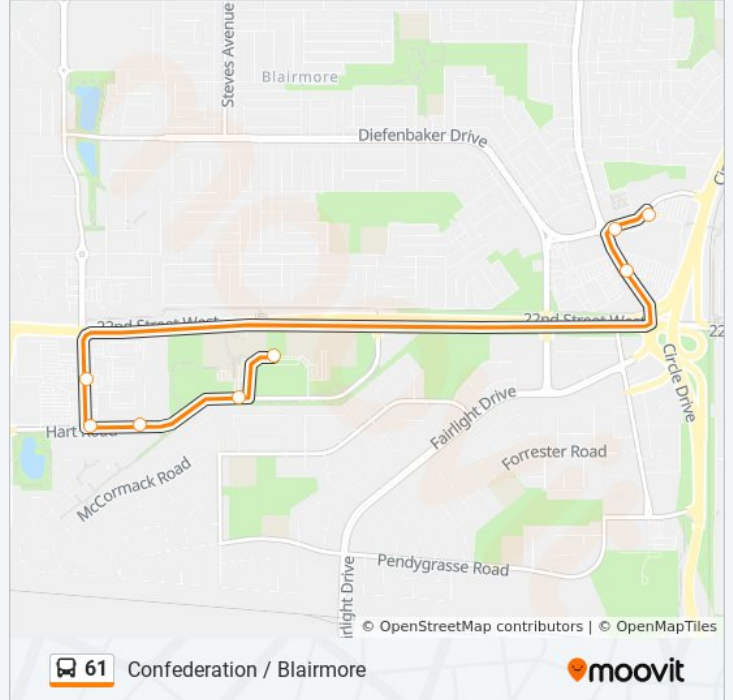 Steves Avenue
Blairmore
Diefenbaker Drive
22nd Street West
22nd Street West
22
Circle Drive
Hart Road
McCormack Road
Fairlight Drive
Forrester Road
Pendygrasse Road
irlight Drive
© OpenStreetMap contributors | © OpenMapTiles
61 Confederation / Blairmore
moovit